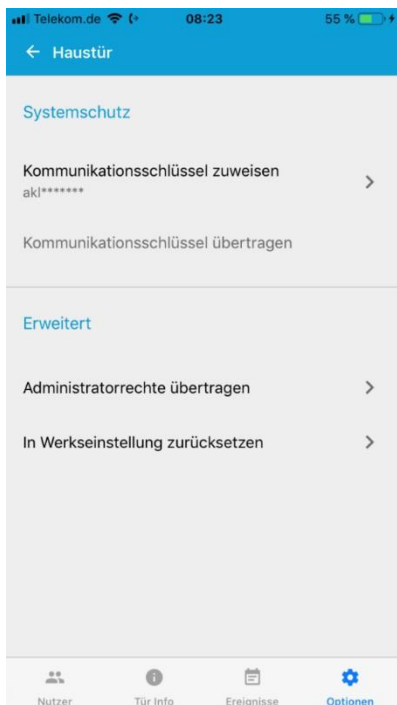 Telekom.de 08:23 55 %
Haustür
Systemschutz
Kommunikationsschlüssel zuweisen
akl*******
Kommunikationsschlüssel übertragen
Erweitert
Administratorrechte übertragen
In Werkseinstellung zurücksetzen
Nutzer Tür Info Ereignisse Optionen